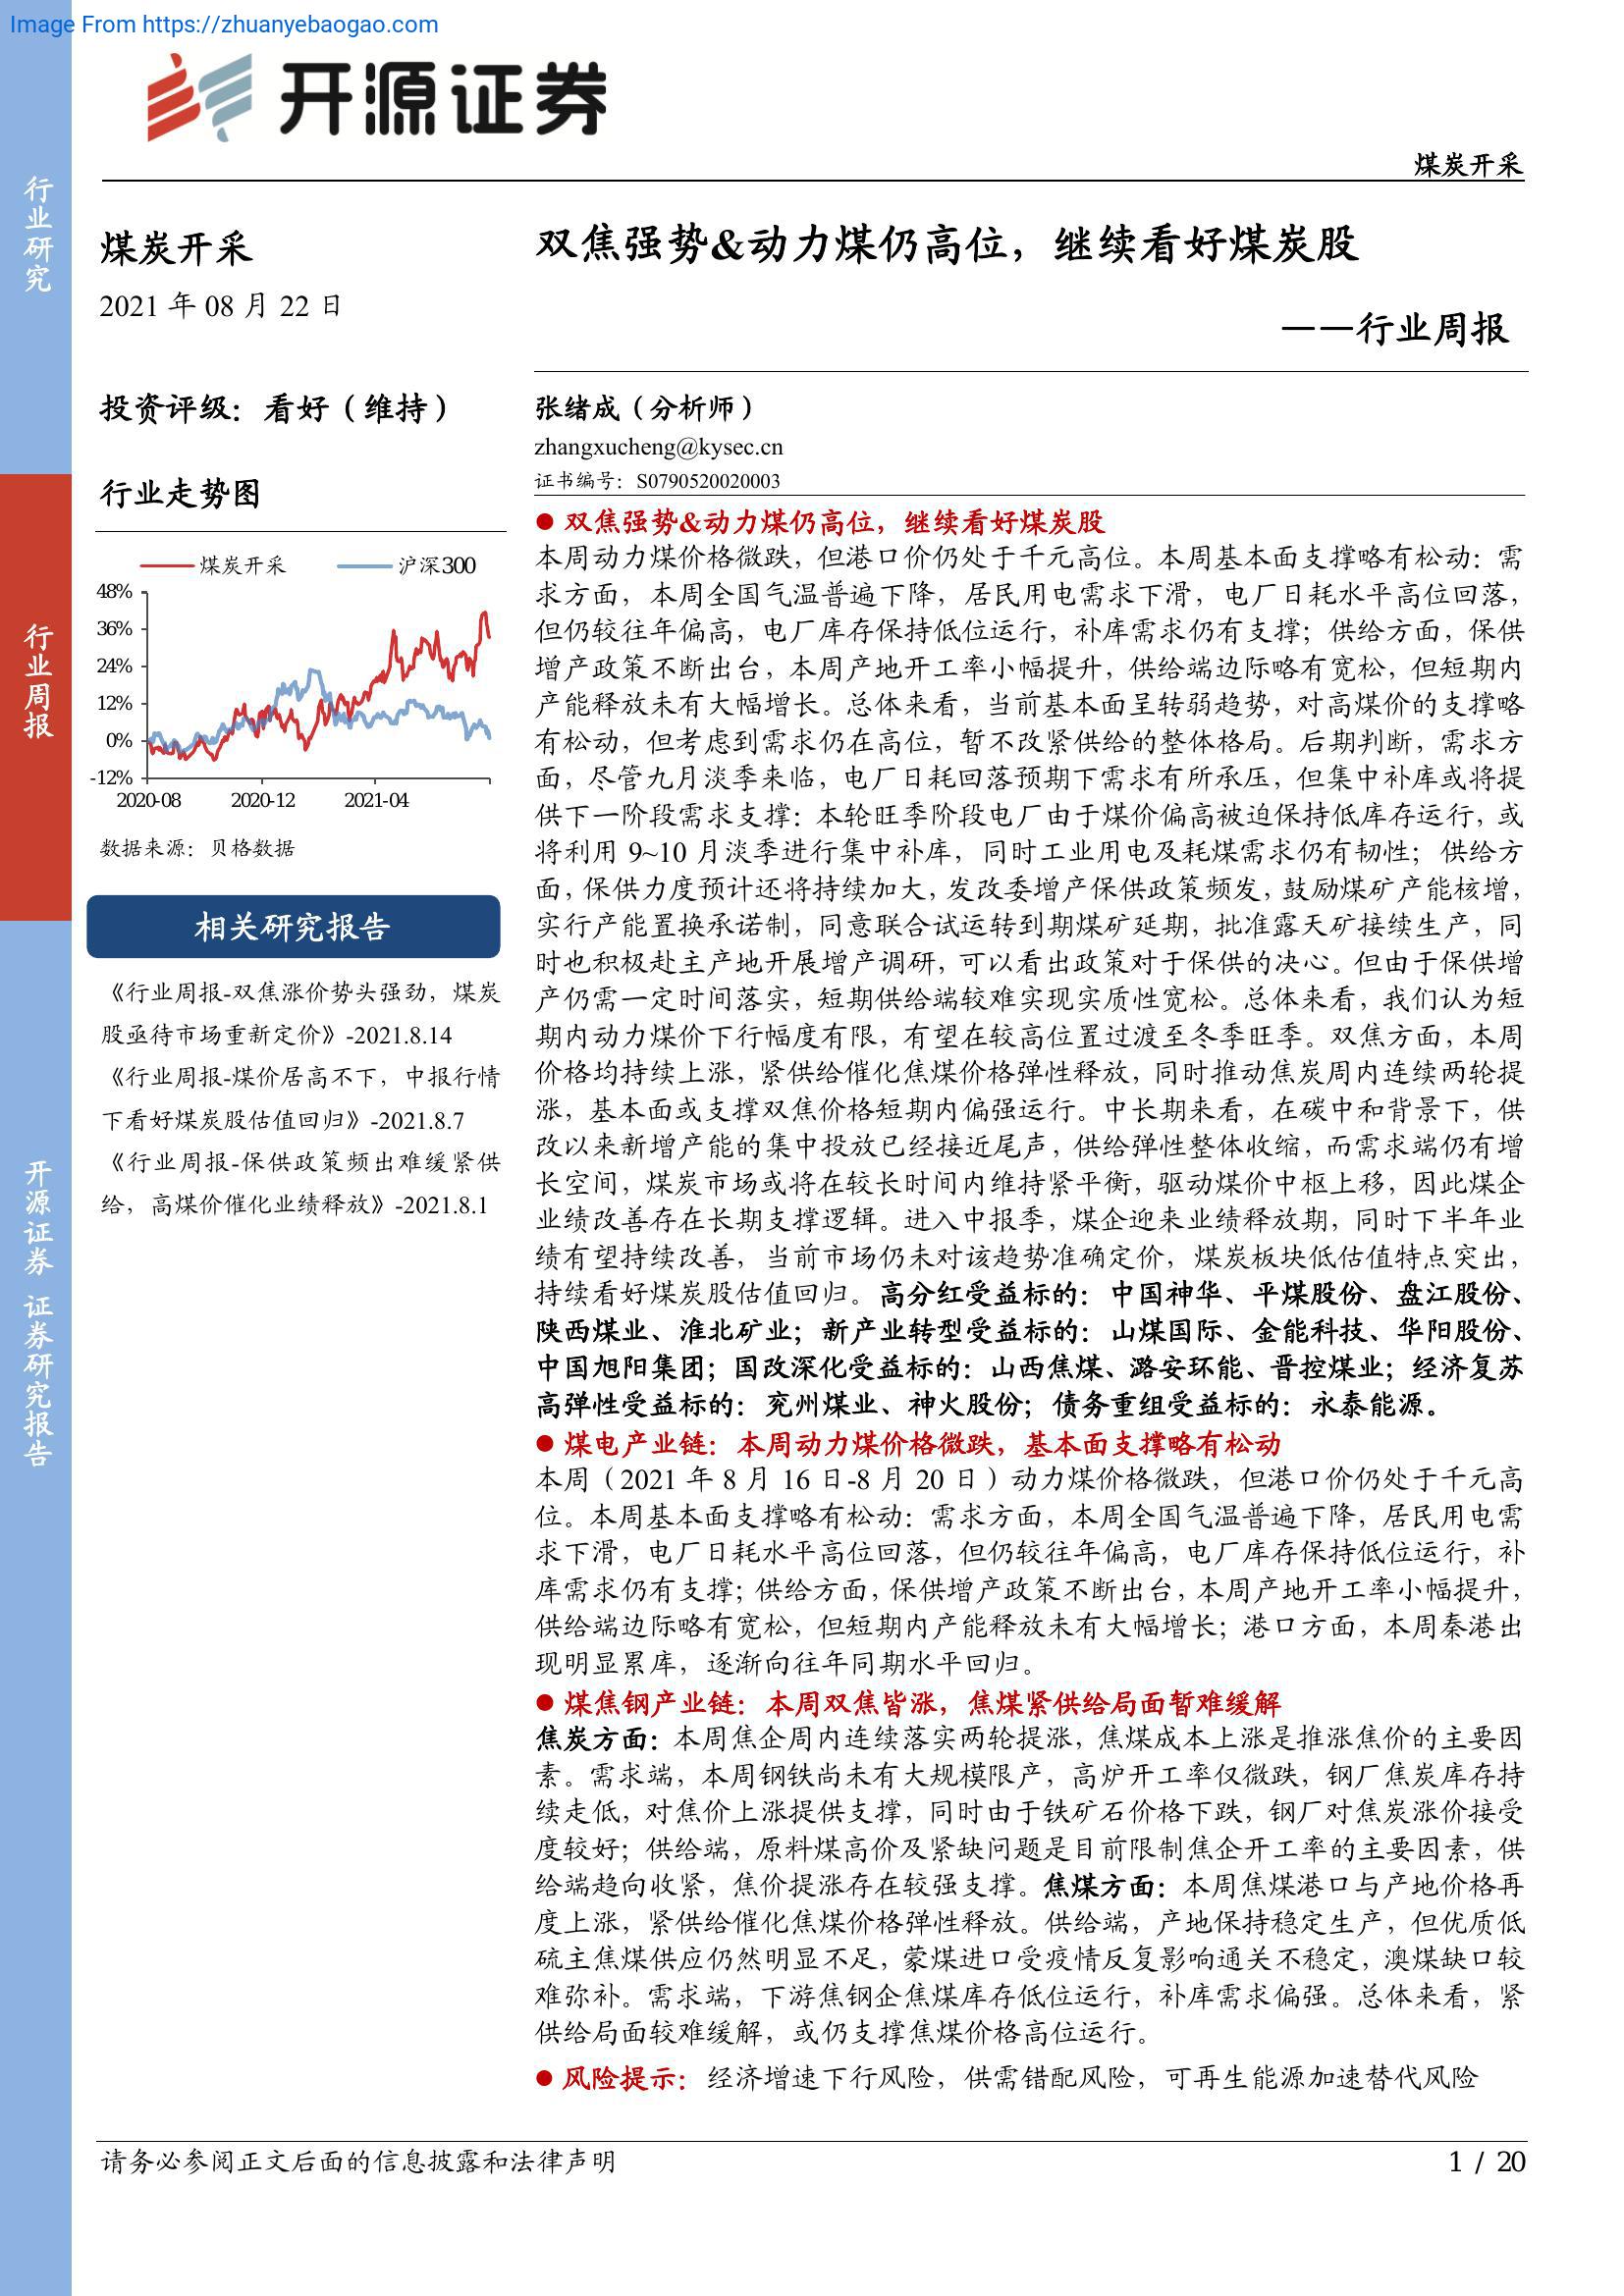 Image From https://zhuanyebaogao.com
开源证券
煤炭开采
行业研究
行业周报
开源证券 证券研究报告
煤炭开采
2021 年 08 月 22 日
投资评级：看好（维持）
行业走势图
煤炭开采 沪深300
48%
36%
24%
12%
0%
-12%
2020-08 2020-12 2021-04
数据来源：贝格数据
相关研究报告
《行业周报-双焦涨价势头强劲，煤炭
股亟待市场重新定价》-2021.8.14
《行业周报-煤价居高不下，中报行情
下看好煤炭股估值回归》-2021.8.7
《行业周报-保供政策频出难缓紧供
给，高煤价催化业绩释放》-2021.8.1
双焦强势&动力煤仍高位，继续看好煤炭股
——行业周报
张绪成（分析师）
zhangxucheng@kysec.cn
证书编号：S0790520020003
● 双焦强势&动力煤仍高位，继续看好煤炭股
本周动力煤价格微跌，但港口价仍处于千元高位。本周基本面支撑略有松动：需
求方面，本周全国气温普遍下降，居民用电需求下滑，电厂日耗水平高位回落，
但仍较往年偏高，电厂库存保持低位运行，补库需求仍有支撑；供给方面，保供
增产政策不断出台，本周产地开工率小幅提升，供给端边际略有宽松，但短期内
产能释放未有大幅增长。总体来看，当前基本面呈转弱趋势，对高煤价的支撑略
有松动，但考虑到需求仍在高位，暂不改紧供给的整体格局。后期判断，需求方
面，尽管九月淡季来临，电厂日耗回落预期下需求有所承压，但集中补库或将提
供下一阶段需求支撑：本轮旺季阶段电厂由于煤价偏高被迫保持低库存运行，或
将利用 9~10 月淡季进行集中补库，同时工业用电及耗煤需求仍有韧性；供给方
面，保供力度预计还将持续加大，发改委增产保供政策频发，鼓励煤矿产能核增，
实行产能置换承诺制，同意联合试运转到期煤矿延期，批准露天矿接续生产，同
时也积极赴主产地开展增产调研，可以看出政策对于保供的决心。但由于保供增
产仍需一定时间落实，短期供给端较难实现实质性宽松。总体来看，我们认为短
期内动力煤价下行幅度有限，有望在较高位置过渡至冬季旺季。双焦方面，本周
价格均持续上涨，紧供给催化焦煤价格弹性释放，同时推动焦炭周内连续两轮提
涨，基本面或支撑双焦价格短期内偏强运行。中长期来看，在碳中和背景下，供
改以来新增产能的集中投放已经接近尾声，供给弹性整体收缩，而需求端仍有增
长空间，煤炭市场或将在较长时间内维持紧平衡，驱动煤价中枢上移，因此煤企
业绩改善存在长期支撑逻辑。进入中报季，煤企迎来业绩释放期，同时下半年业
绩有望持续改善，当前市场仍未对该趋势准确定价，煤炭板块低估值特点突出，
持续看好煤炭股估值回归。高分红受益标的：中国神华、平煤股份、盘江股份、
陕西煤业、淮北矿业；新产业转型受益标的：山煤国际、金能科技、华阳股份、
中国旭阳集团；国改深化受益标的：山西焦煤、潞安环能、晋控煤业；经济复苏
高弹性受益标的：兖州煤业、神火股份；债务重组受益标的：永泰能源。
● 煤电产业链：本周动力煤价格微跌，基本面支撑略有松动
本周（2021 年 8 月 16 日-8 月 20 日）动力煤价格微跌，但港口价仍处于千元高
位。本周基本面支撑略有松动：需求方面，本周全国气温普遍下降，居民用电需
求下滑，电厂日耗水平高位回落，但仍较往年偏高，电厂库存保持低位运行，补
库需求仍有支撑；供给方面，保供增产政策不断出台，本周产地开工率小幅提升，
供给端边际略有宽松，但短期内产能释放未有大幅增长；港口方面，本周秦港出
现明显累库，逐渐向往年同期水平回归。
● 煤焦钢产业链：本周双焦皆涨，焦煤紧供给局面暂难缓解
焦炭方面：本周焦企周内连续落实两轮提涨，焦煤成本上涨是推涨焦价的主要因
素。需求端，本周钢铁尚未有大规模限产，高炉开工率仅微跌，钢厂焦炭库存持
续走低，对焦价上涨提供支撑，同时由于铁矿石价格下跌，钢厂对焦炭涨价接受
度较好；供给端，原料煤高价及紧缺问题是目前限制焦企开工率的主要因素，供
给端趋向收紧，焦价提涨存在较强支撑。焦煤方面：本周焦煤港口与产地价格再
度上涨，紧供给催化焦煤价格弹性释放。供给端，产地保持稳定生产，但优质低
硫主焦煤供应仍然明显不足，蒙煤进口受疫情反复影响通关不稳定，澳煤缺口较
难弥补。需求端，下游焦钢企焦煤库存低位运行，补库需求偏强。总体来看，紧
供给局面较难缓解，或仍支撑焦煤价格高位运行。
● 风险提示：经济增速下行风险，供需错配风险，可再生能源加速替代风险
请务必参阅正文后面的信息披露和法律声明
1 / 20